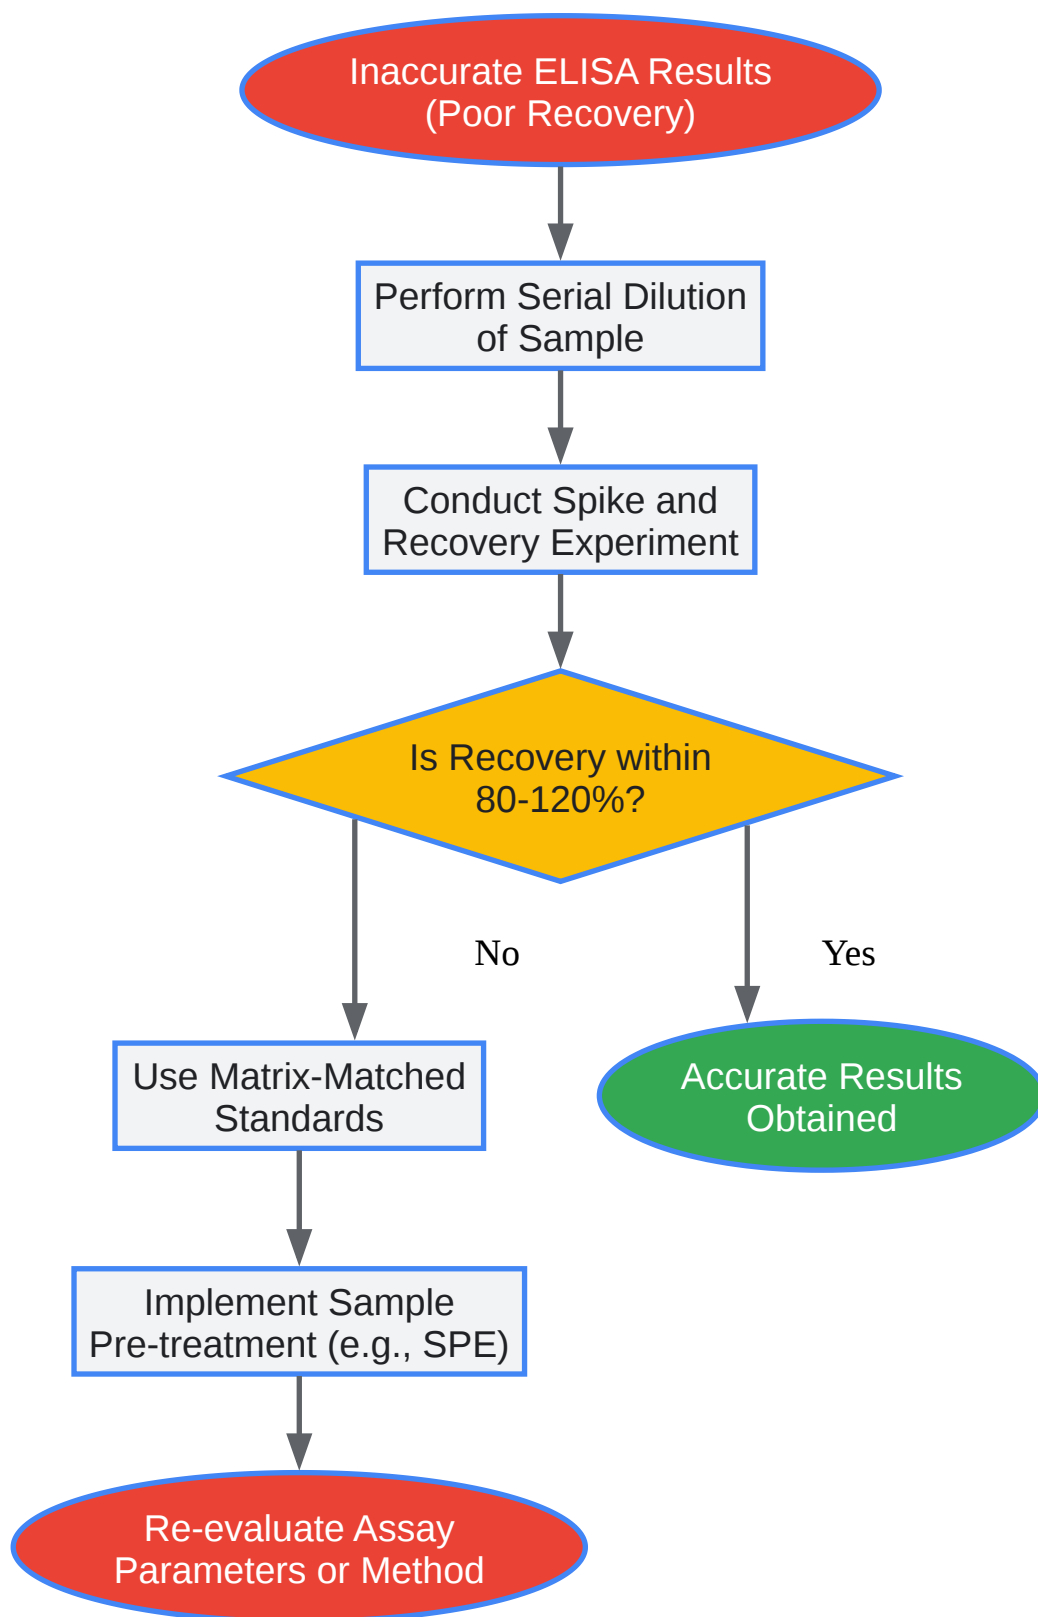 Inaccurate ELISA Results
(Poor Recovery)
Perform Serial Dilution
of Sample
Conduct Spike and
Recovery Experiment
Is Recovery within
80-120%?
No
Yes
Use Matrix-Matched
Standards
Accurate Results
Obtained
Implement Sample
Pre-treatment (e.g., SPE)
Re-evaluate Assay
Parameters or Method